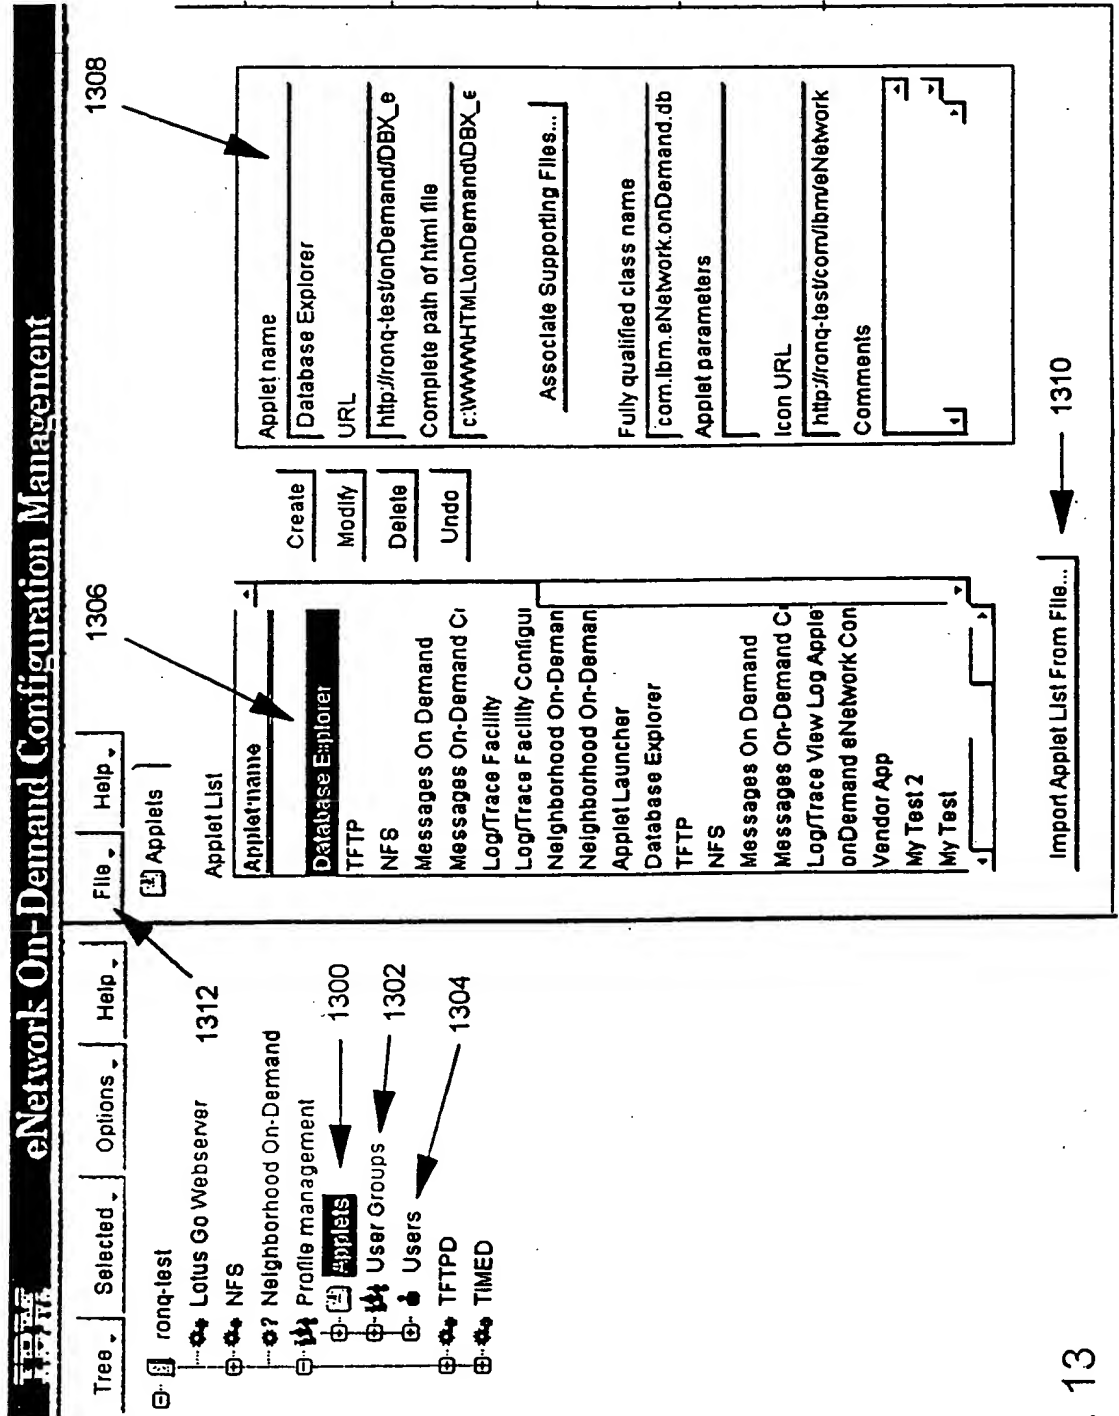 IBM eNetwork On-Demand Configuration Management
Tree Selected Options Help
ronq-test
Lotus Go Webserver
NFS
? Neighborhood On-Demand
Profile management
Applets
User Groups
Users
TFTPD
TIMED
1312
1300
1302
1304
File Help
Applets
Applet List
Applet name
Database Explorer
TFTP
NFS
Messages On Demand
Messages On-Demand C
Log/Trace Facility
Log/Trace Facility Configur
Neighborhood On-Deman
Neighborhood On-Deman
Applet Launcher
Database Explorer
TFTP
NFS
Messages On Demand
Messages On-Demand C
Log/Trace View Log Apple
onDemand eNetwork Con
Vendor App
My Test 2
My Test
Import Applet List From File...
1306
Create
Modify
Delete
Undo
1310
1308
Applet name
Database Explorer
URL
http://ronq-test/onDemand/DBX_e
Complete path of html file
c:\WWW\HTML\onDemand\DBX_e
Associate Supporting Files...
Fully qualified class name
com.ibm.eNetwork.onDemand.db
Applet parameters
Icon URL
http://ronq-test/com/ibm/eNetwork
Comments
13